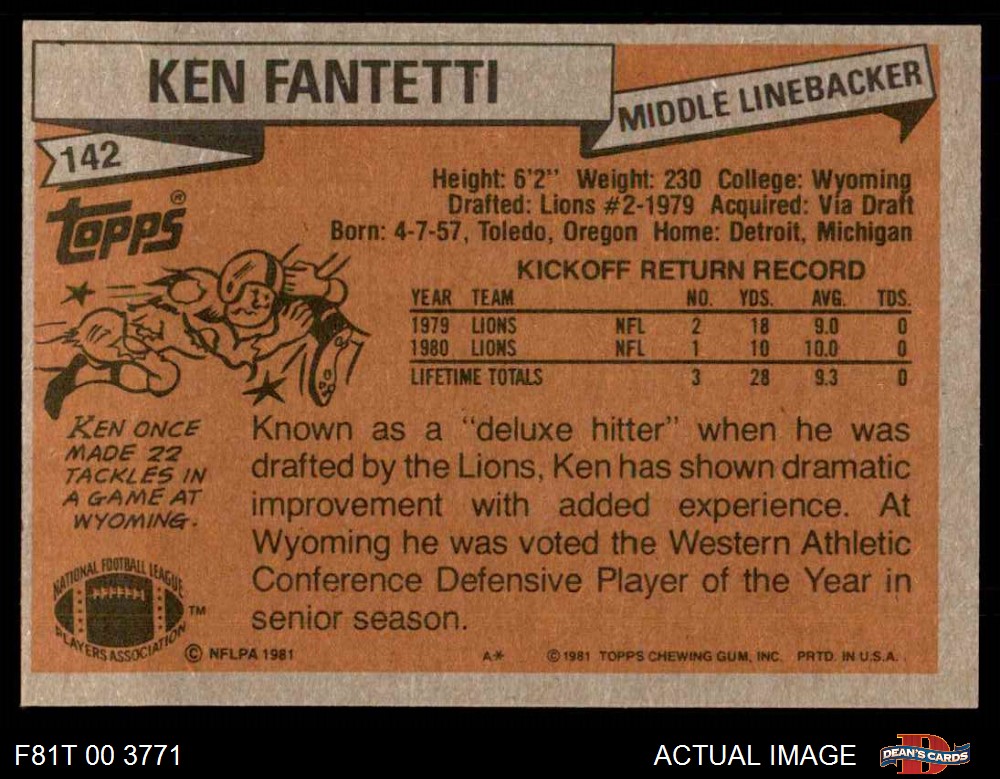 KEN FANTETTI
MIDDLE LINEBACKER
142
TOPPS®
Height: 6'2" Weight: 230 College: Wyoming
Drafted: Lions #2-1979 Acquired: Via Draft
Born: 4-7-57, Toledo, Oregon Home: Detroit, Michigan
KICKOFF RETURN RECORD
YEAR TEAM NO. YDS. AVG. TDS.
1979 LIONS NFL 2 18 9.0 0
1980 LIONS NFL 1 10 10.0 0
LIFETIME TOTALS 3 28 9.3 0
KEN ONCE
MADE 22
TACKLES IN
A GAME AT
WYOMING.
Known as a "deluxe hitter" when he was
drafted by the Lions, Ken has shown dramatic
improvement with added experience. At
Wyoming he was voted the Western Athletic
Conference Defensive Player of the Year in
senior season.
NATIONAL FOOTBALL LEAGUE
PLAYERS ASSOCIATION
™
© NFLPA 1981 A* © 1981 TOPPS CHEWING GUM, INC. PRTD. IN U.S.A.
F81T 00 3771
ACTUAL IMAGE
DEAN'S CARDS